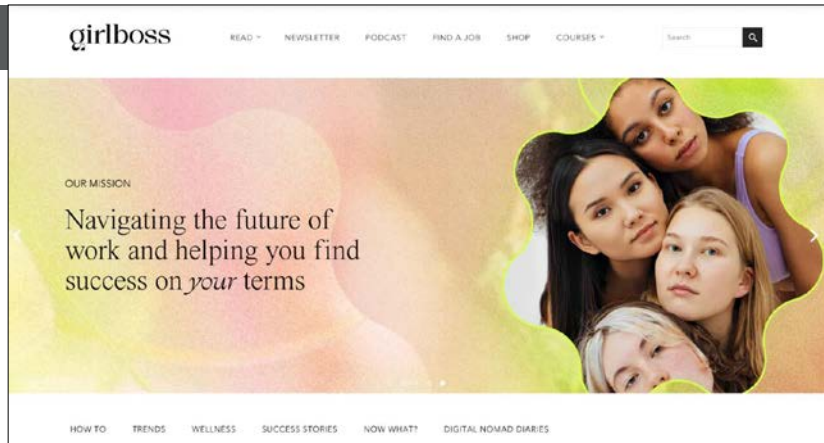 girlboss
READ NEWSLETTER PODCAST FIND A JOB SHOP COURSES
Search
OUR MISSION
Navigating the future of
work and helping you find
success on your terms
HOW TO TRENDS WELLNESS SUCCESS STORIES NOW WHAT? DIGITAL NOMAD DIARIES